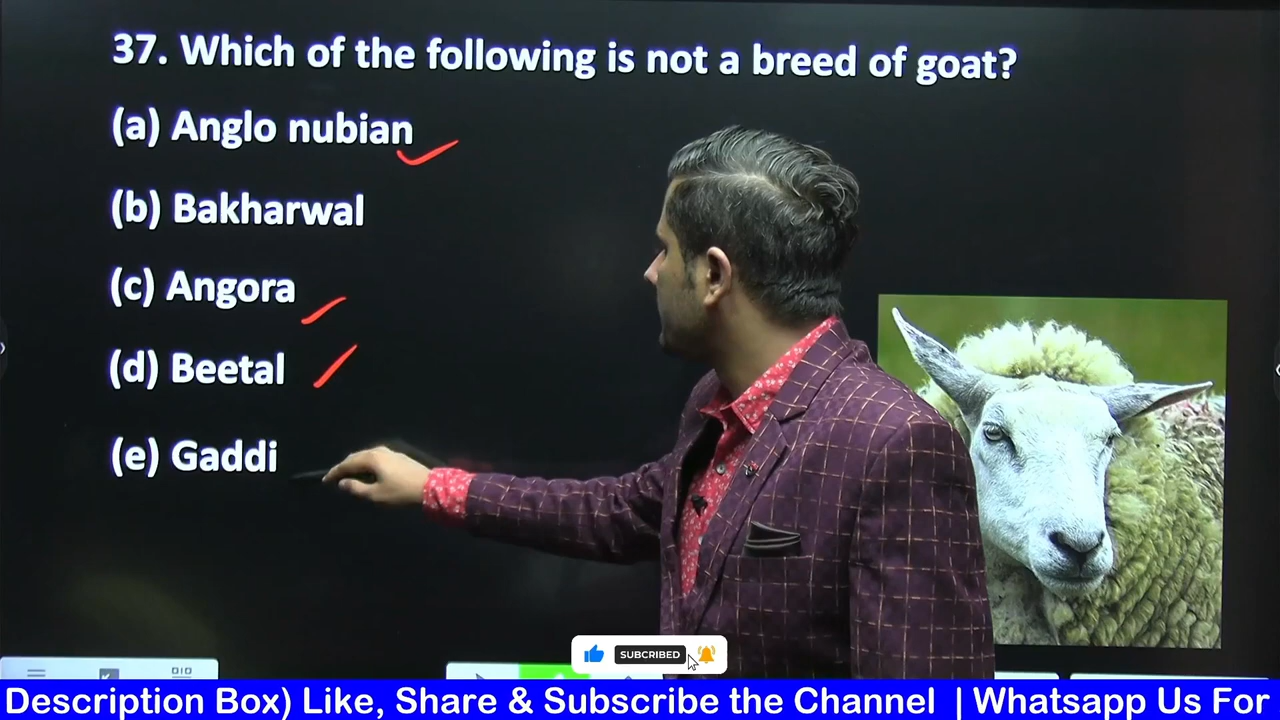 37. Which of the following is not a breed of goat?
(a) Anglo nubian
(b) Bakharwal
(c) Angora
(d) Beetal
(e) Gaddi
SUBCRIBED
Description Box) Like, Share & Subscribe the Channel | Whatsapp Us For